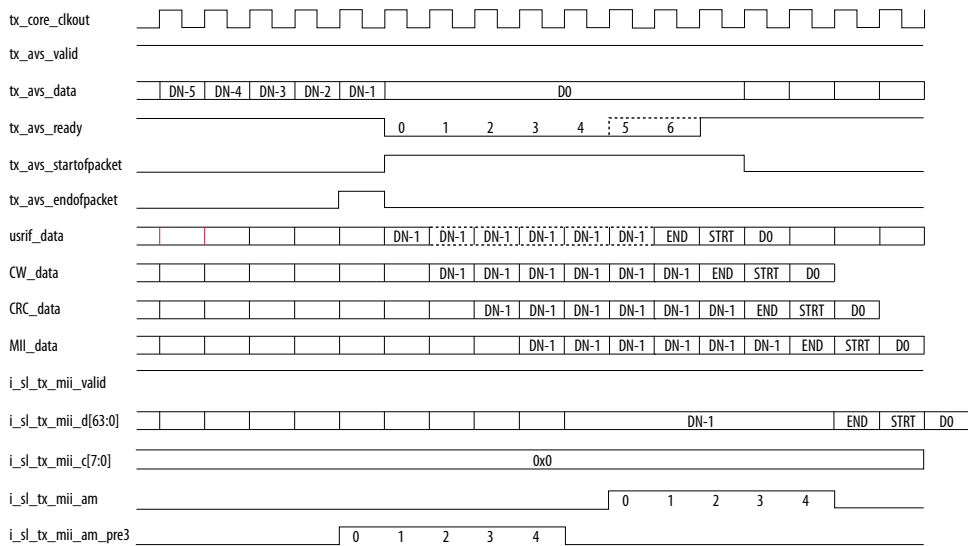 tx_core_clkout
tx_avs_valid
tx_avs_data DN-5 DN-4 DN-3 DN-2 DN-1 D0
tx_avs_ready 0 1 2 3 4 5 6
tx_avs_startofpacket
tx_avs_endofpacket
usrif_data DN-1 DN-1 DN-1 DN-1 DN-1 DN-1 END STRT D0
CW_data DN-1 DN-1 DN-1 DN-1 DN-1 DN-1 END STRT D0
CRC_data DN-1 DN-1 DN-1 DN-1 DN-1 DN-1 END STRT D0
MII_data DN-1 DN-1 DN-1 DN-1 DN-1 DN-1 END STRT D0
i_sl_tx_mii_valid
i_sl_tx_mii_d[63:0] DN-1 END STRT D0
i_sl_tx_mii_c[7:0] 0x0
i_sl_tx_mii_am 0 1 2 3 4
i_sl_tx_mii_am_pre3 0 1 2 3 4